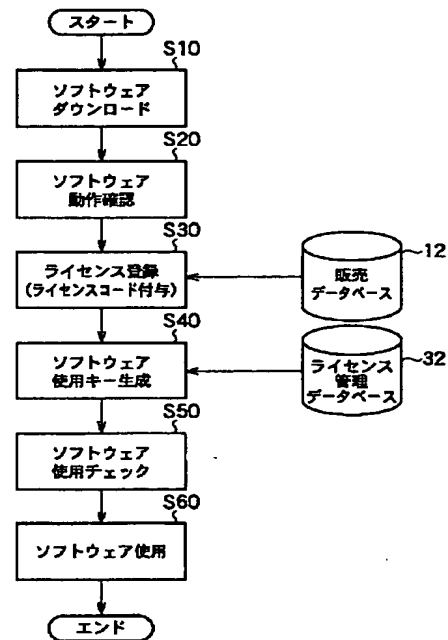 スタート
S10
ソフトウェア
ダウンロード
S20
ソフトウェア
動作確認
S30
ライセンス登録
(ライセンスコード付与)
12
販売
データベース
S40
ソフトウェア
使用キー生成
32
ライセンス
管理
データベース
S50
ソフトウェア
使用チェック
S60
ソフトウェア使用
エンド